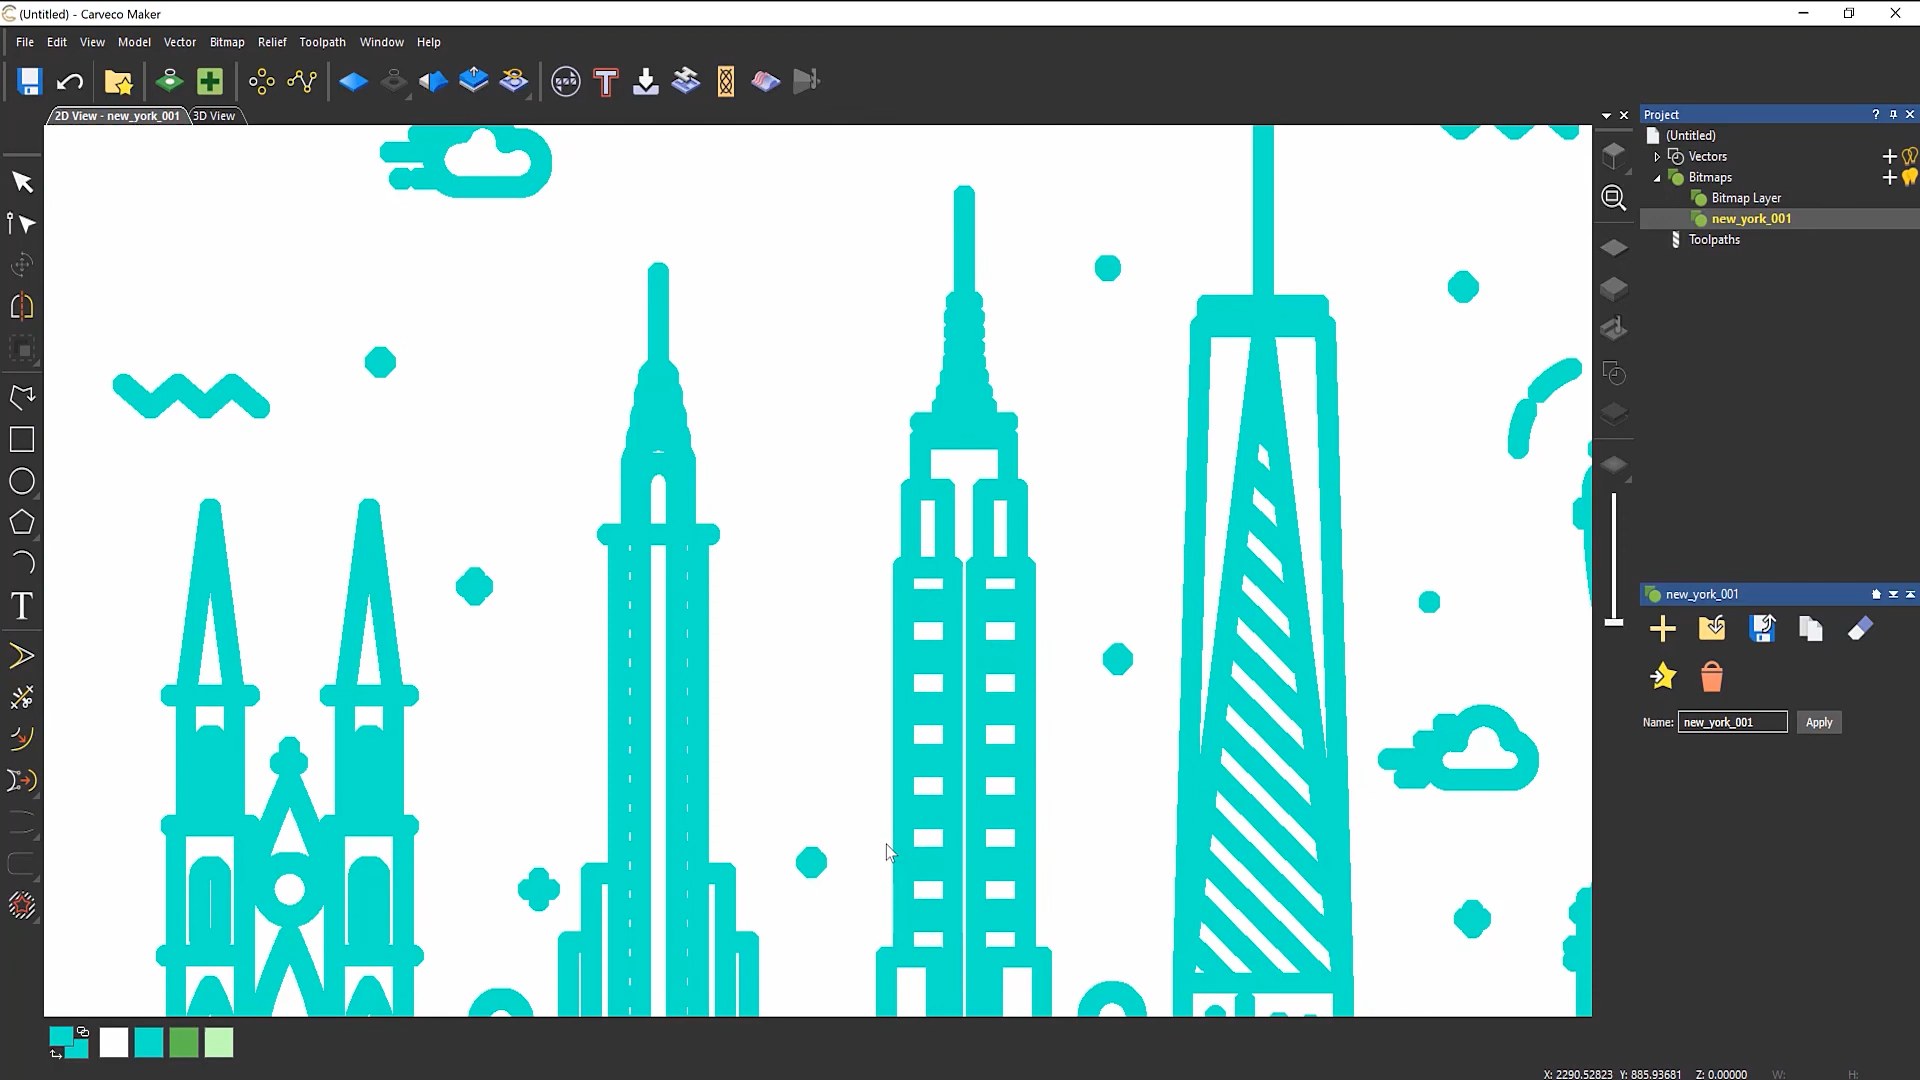 (Untitled) - Carveco Maker
File Edit View Model Vector Bitmap Relief Toolpath Window Help
2D View - new_york_001 3D View
Project
(Untitled)
Vectors
Bitmaps
Bitmap Layer
new_york_001
Toolpaths
T
new_york_001
Name: new_york_001 Apply
X: 2290.52823 Y: 885.93681 Z: 0.00000 W: H: